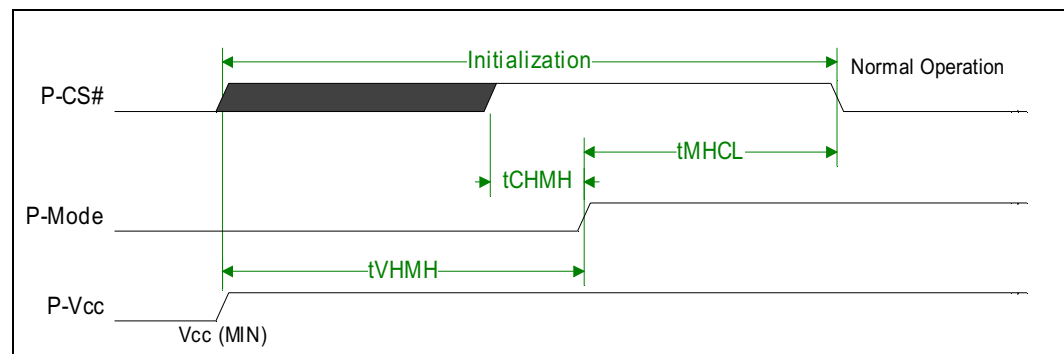 Initialization
Normal Operation
P-CS#
tMHCL
tCHMH
P-Mode
tVHMH
P-Vcc
Vcc (MIN)